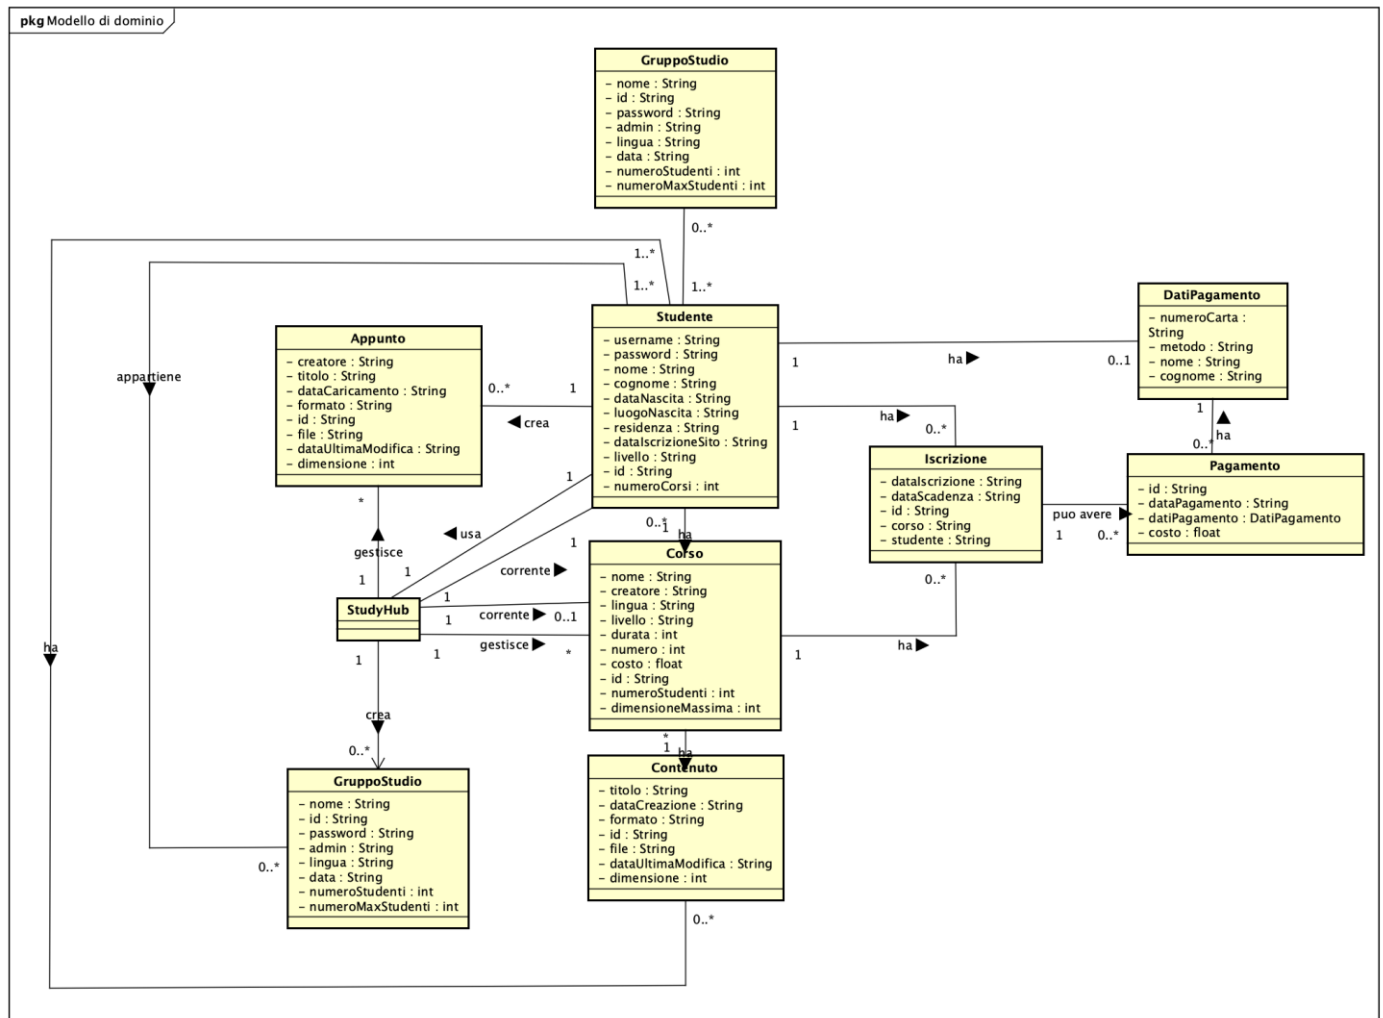 pkg Modello di dominio
GruppoStudio
– nome : String
– id : String
– password : String
– admin : String
– lingua : String
– data : String
– numeroStudenti : int
– numeroMaxStudenti : int
0..*
1..*
1..*
1..*
Studente
– username : String
– password : String
– nome : String
– cognome : String
– dataNascita : String
– luogoNascita : String
– residenza : String
– dataIscrizioneSito : String
– livello : String
– id : String
– numeroCorsi : int
DatiPagamento
– numeroCarta :
String
– metodo : String
– nome : String
– cognome : String
1
ha
0..1
Appunto
– creatore : String
– titolo : String
– dataCaricamento : String
– formato : String
– id : String
– file : String
– dataUltimaModifica : String
– dimensione : int
appartiene
0..*
1
crea
1
ha
0..*
1
ha
0..*
Iscrizione
– dataIscrizione : String
– dataScadenza : String
– id : String
– corso : String
– studente : String
Pagamento
– id : String
– dataPagamento : String
– datiPagamento : DatiPagamento
– costo : float
puo avere
1
0..*
*
gestisce
1
1
usa
1
1
corrente
1
0..*
1
ha
Corso
– nome : String
– creatore : String
– lingua : String
– livello : String
– durata : int
– numero : int
– costo : float
– id : String
– numeroStudenti : int
– dimensioneMassima : int
StudyHub
1
corrente
0..1
1
gestisce
*
1
ha
0..*
1
crea
0..*
ha
*
1
ha
Contenuto
– titolo : String
– dataCreazione : String
– formato : String
– id : String
– file : String
– dataUltimaModifica : String
– dimensione : int
0..*
GruppoStudio
– nome : String
– id : String
– password : String
– admin : String
– lingua : String
– data : String
– numeroStudenti : int
– numeroMaxStudenti : int
0..*